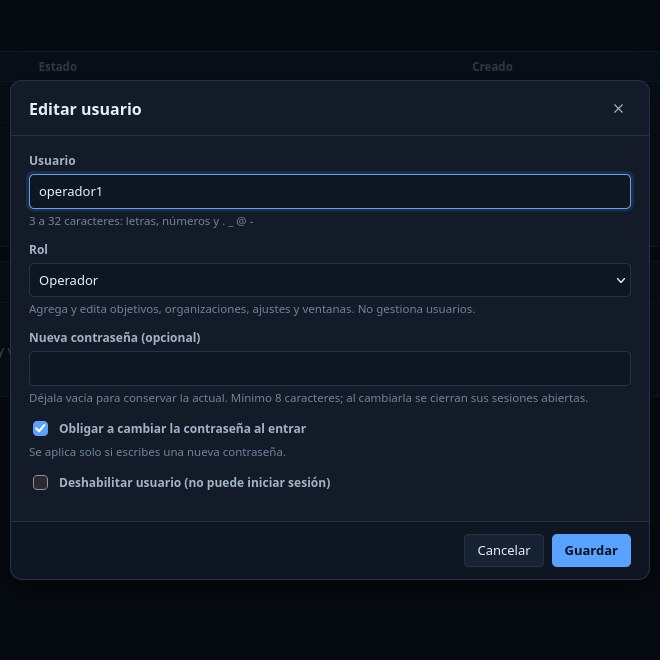 Estado Creado
Editar usuario ×
Usuario
operador1
3 a 32 caracteres: letras, números y . _ @ -
Rol
Operador
Agrega y edita objetivos, organizaciones, ajustes y ventanas. No gestiona usuarios.
Nueva contraseña (opcional)
Déjala vacía para conservar la actual. Mínimo 8 caracteres; al cambiarla se cierran sus sesiones abiertas.
Obligar a cambiar la contraseña al entrar
Se aplica solo si escribes una nueva contraseña.
Deshabilitar usuario (no puede iniciar sesión)
Cancelar Guardar